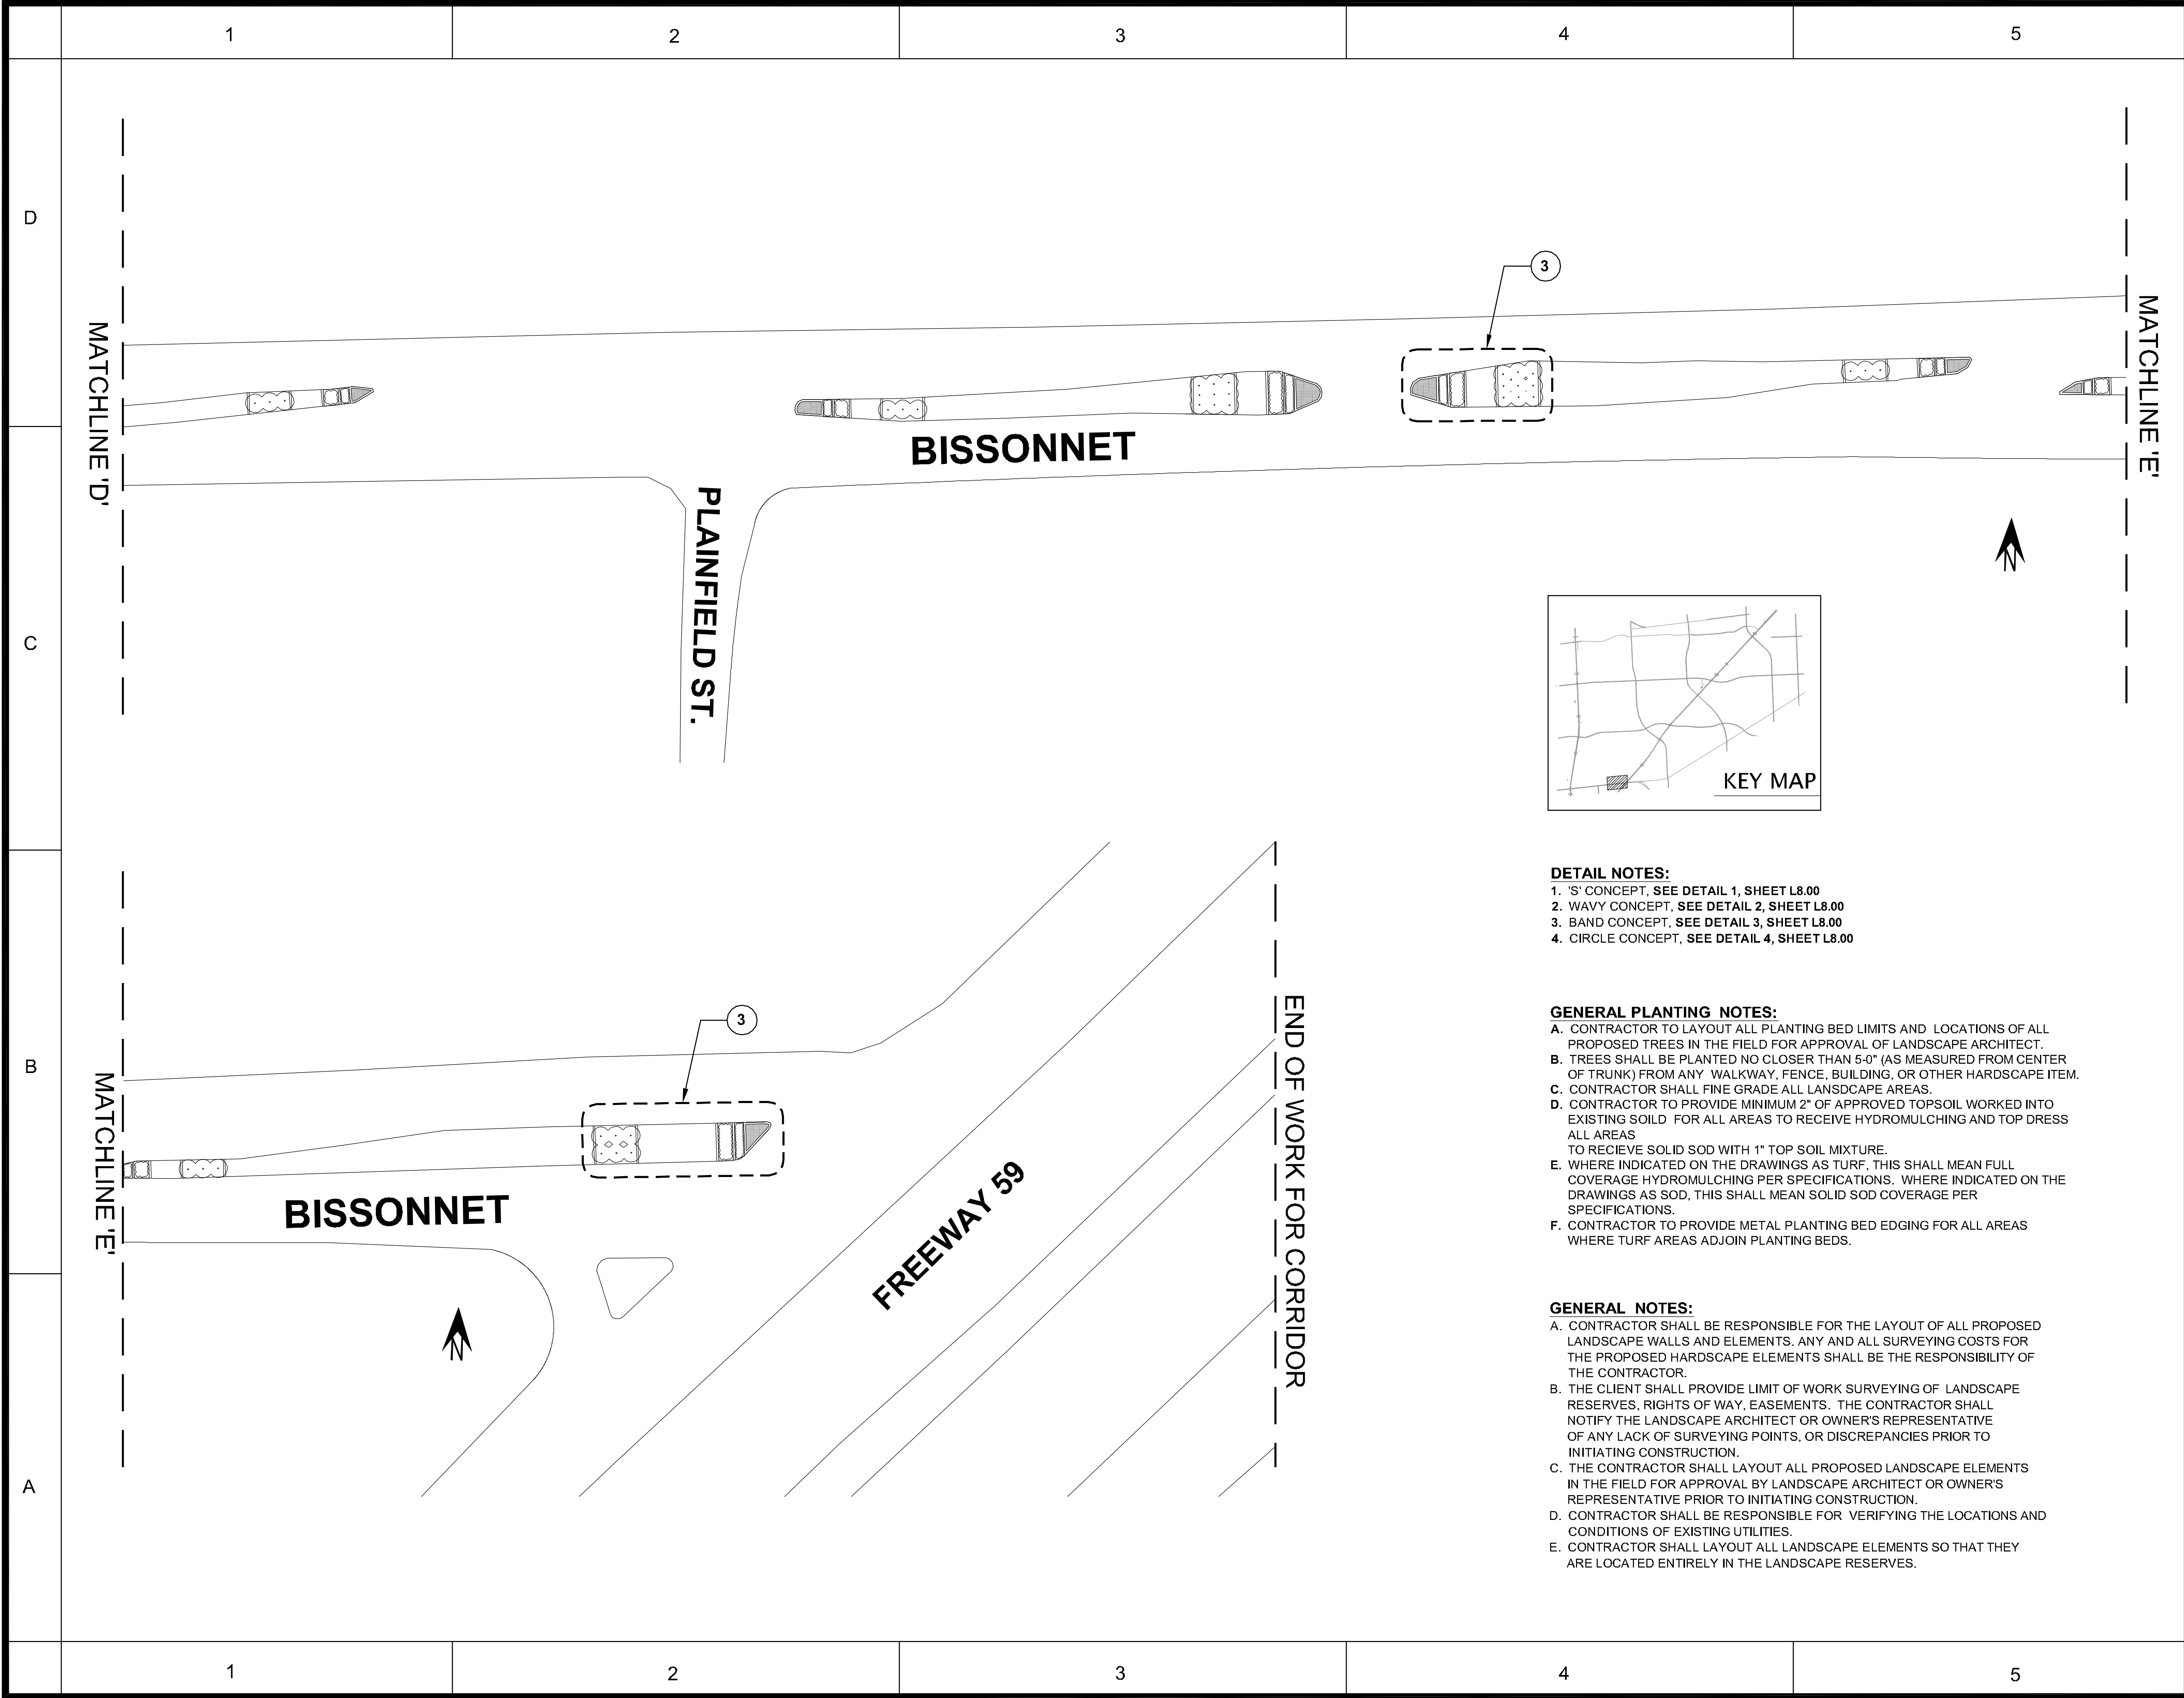 1 2 3 4 5
D
3
MATCHLINE 'D'
MATCHLINE 'E'
BISSONNET
PLAINFIELD ST.
N
C
KEY MAP
DETAIL NOTES:
1. 'S' CONCEPT, SEE DETAIL 1, SHEET L8.00
2. WAVY CONCEPT, SEE DETAIL 2, SHEET L8.00
3. BAND CONCEPT, SEE DETAIL 3, SHEET L8.00
4. CIRCLE CONCEPT, SEE DETAIL 4, SHEET L8.00
B
3
MATCHLINE 'E'
BISSONNET
FREEWAY 59
END OF WORK FOR CORRIDOR
N
A
GENERAL PLANTING NOTES:
A. CONTRACTOR TO LAYOUT ALL PLANTING BED LIMITS AND LOCATIONS OF ALL
PROPOSED TREES IN THE FIELD FOR APPROVAL OF LANDSCAPE ARCHITECT.
B. TREES SHALL BE PLANTED NO CLOSER THAN 5-0" (AS MEASURED FROM CENTER
OF TRUNK) FROM ANY WALKWAY, FENCE, BUILDING, OR OTHER HARDSCAPE ITEM.
C. CONTRACTOR SHALL FINE GRADE ALL LANSDCAPE AREAS.
D. CONTRACTOR TO PROVIDE MINIMUM 2" OF APPROVED TOPSOIL WORKED INTO
EXISTING SOILD FOR ALL AREAS TO RECEIVE HYDROMULCHING AND TOP DRESS
ALL AREAS
TO RECIEVE SOLID SOD WITH 1" TOP SOIL MIXTURE.
E. WHERE INDICATED ON THE DRAWINGS AS TURF, THIS SHALL MEAN FULL
COVERAGE HYDROMULCHING PER SPECIFICATIONS. WHERE INDICATED ON THE
DRAWINGS AS SOD, THIS SHALL MEAN SOLID SOD COVERAGE PER
SPECIFICATIONS.
F. CONTRACTOR TO PROVIDE METAL PLANTING BED EDGING FOR ALL AREAS
WHERE TURF AREAS ADJOIN PLANTING BEDS.
GENERAL NOTES:
A. CONTRACTOR SHALL BE RESPONSIBLE FOR THE LAYOUT OF ALL PROPOSED
LANDSCAPE WALLS AND ELEMENTS. ANY AND ALL SURVEYING COSTS FOR
THE PROPOSED HARDSCAPE ELEMENTS SHALL BE THE RESPONSIBILITY OF
THE CONTRACTOR.
B. THE CLIENT SHALL PROVIDE LIMIT OF WORK SURVEYING OF LANDSCAPE
RESERVES, RIGHTS OF WAY, EASEMENTS. THE CONTRACTOR SHALL
NOTIFY THE LANDSCAPE ARCHITECT OR OWNER'S REPRESENTATIVE
OF ANY LACK OF SURVEYING POINTS, OR DISCREPANCIES PRIOR TO
INITIATING CONSTRUCTION.
C. THE CONTRACTOR SHALL LAYOUT ALL PROPOSED LANDSCAPE ELEMENTS
IN THE FIELD FOR APPROVAL BY LANDSCAPE ARCHITECT OR OWNER'S
REPRESENTATIVE PRIOR TO INITIATING CONSTRUCTION.
D. CONTRACTOR SHALL BE RESPONSIBLE FOR VERIFYING THE LOCATIONS AND
CONDITIONS OF EXISTING UTILITIES.
E. CONTRACTOR SHALL LAYOUT ALL LANDSCAPE ELEMENTS SO THAT THEY
ARE LOCATED ENTIRELY IN THE LANDSCAPE RESERVES.
1 2 3 4 5